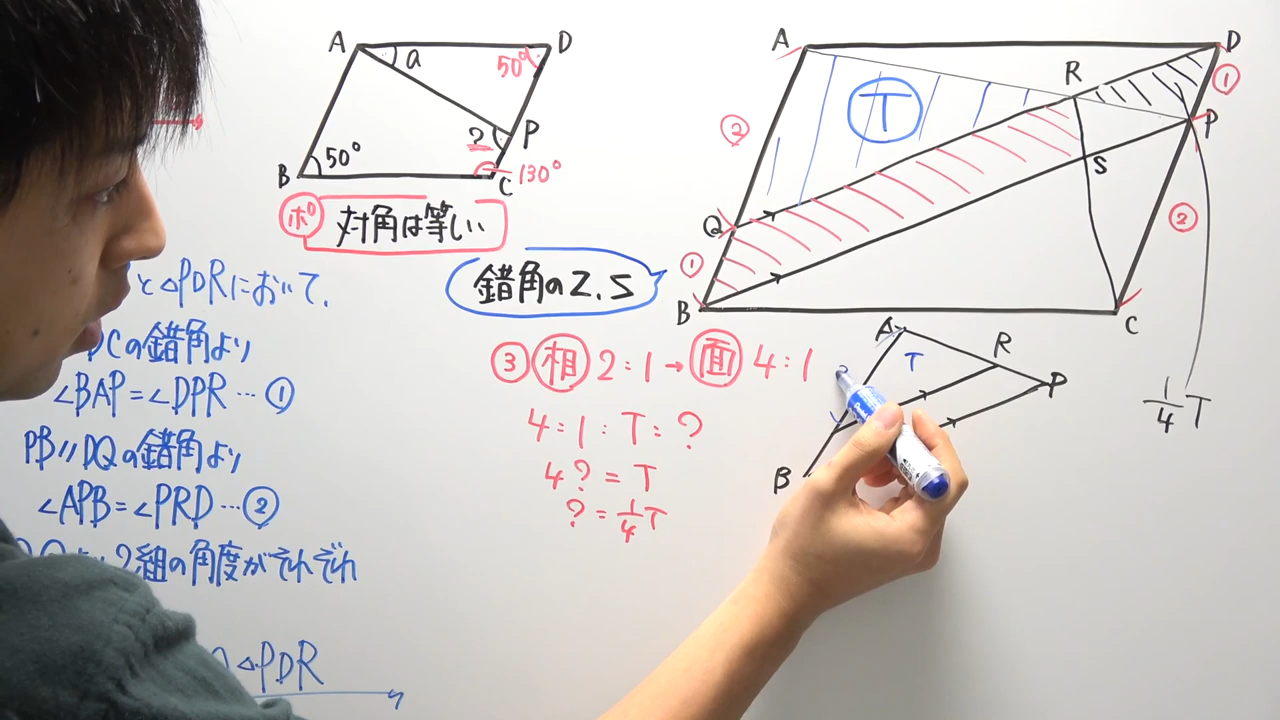 A
D
a
50°
?
P
B
50°
C
130°
ポ 対角は等しい
A
D
R
①
T
P
②
S
Q
②
①
B
C
錯角のZ、S
1/4 T
と△PDRにおいて、
DCの錯角より
∠BAP=∠DPR…①
PB//DQの錯角より
∠APB=∠PRD…②
2組の角度がそれぞれ
△PDR
③ 相 2:1→面 4:1
4:1:T=?
4?=T
?=1/4 T
A
R
T
P
B